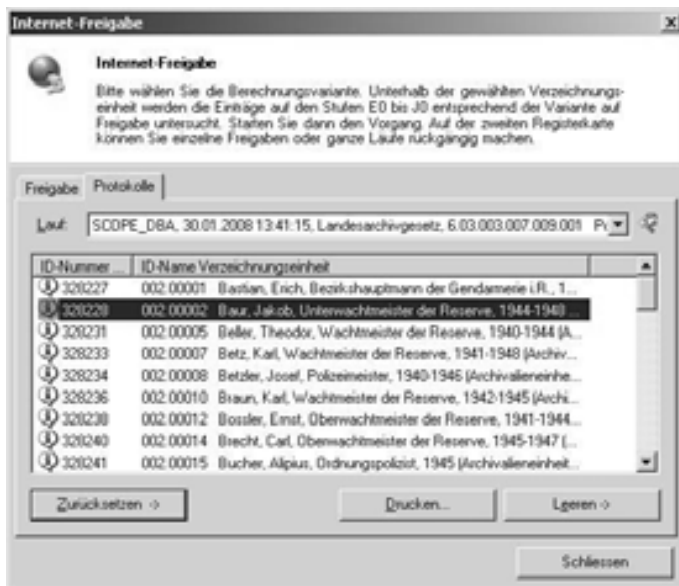 Internet-Freigabe
Internet-Freigabe
Bitte wählen Sie die Berechnungsvariante. Unterhalb der gewählten Verzeichnungs-
einheit werden die Einträge auf den Stufen E0 bis J0 entsprechend der Variante auf
Freigabe untersucht. Starten Sie dann den Vorgang. Auf der zweiten Registerkarte
können Sie einzelne Freigaben oder ganze Läufe rückgängig machen.
Freigabe Protokolle
Lauf: SCOPE_DBA, 30.01.2008 13:41:15, Landesarchivgesetz, 6.03.003.007.009.001
ID-Nummer ... ID-Name Verzeichnungseinheit
328227 002.00001 Bastian, Erich, Bezirkshauptmann der Gendarmerie i.R., 1...
328228 002.00002 Baur, Jakob, Unterwachtmeister der Reserve, 1944-1948 ...
328231 002.00005 Beller, Theodor, Wachtmeister der Reserve, 1940-1944 (A...
328233 002.00007 Betz, Karl, Wachtmeister der Reserve, 1941-1948 (Archiv...
328234 002.00008 Betzler, Josef, Polizeimeister, 1940-1946 (Archivalieneinhe...
328236 002.00010 Braun, Karl, Wachtmeister der Reserve, 1942-1945 (Archi...
328238 002.00012 Bossler, Ernst, Oberwachtmeister der Reserve, 1941-1944...
328240 002.00014 Brecht, Carl, Oberwachtmeister der Reserve, 1945-1947 (...
328241 002.00015 Bucher, Alipius, Ordnungspolizist, 1945 (Archivalieneinheit...
Zurücksetzen -> Drucken... Leeren ->
Schliessen